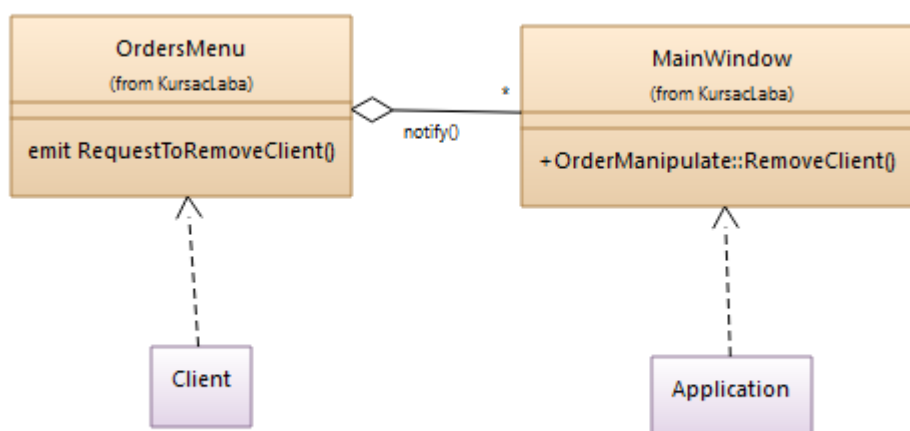 OrdersMenu
(from KursacLaba)
emit RequestToRemoveClient()
*
notify()
MainWindow
(from KursacLaba)
+OrderManipulate::RemoveClient()
Client
Application